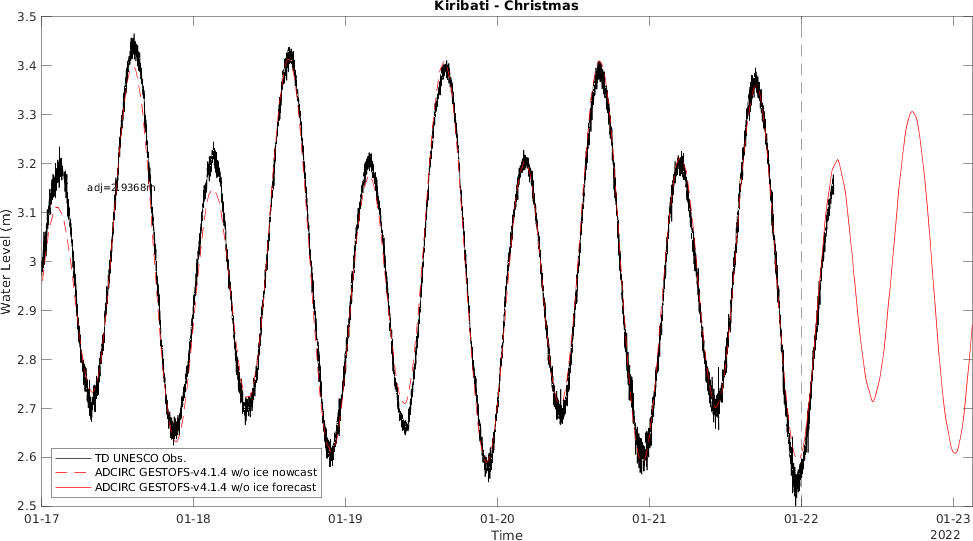 Kiribati - Christmas
3.5
3.4
3.3
3.2
3.1
3
2.9
2.8
2.7
2.6
2.5
Water Level (m)
adj=2.9368m
TD UNESCO Obs.
ADCIRC GESTOFS-v4.1.4 w/o ice nowcast
ADCIRC GESTOFS-v4.1.4 w/o ice forecast
01-17 01-18 01-19 01-20 01-21 01-22 01-23
Time
2022